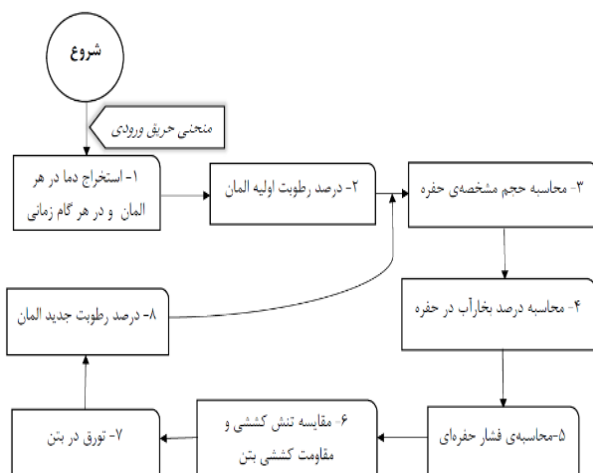 شروع
منحنی حریق ورودی
۱- استخراج دما در هر
المان و در هر گام زمانی
۲- درصد رطوبت اولیه المان
۳- محاسبه حجم مشخصه‌ی حفره
۴- محاسبه درصد بخارآب در حفره
۵-محاسبه‌ی فشار حفره‌ای
۶- مقایسه تنش کششی و
مقاومت کششی بتن
۷- تورق در بتن
۸- درصد رطوبت جدید المان